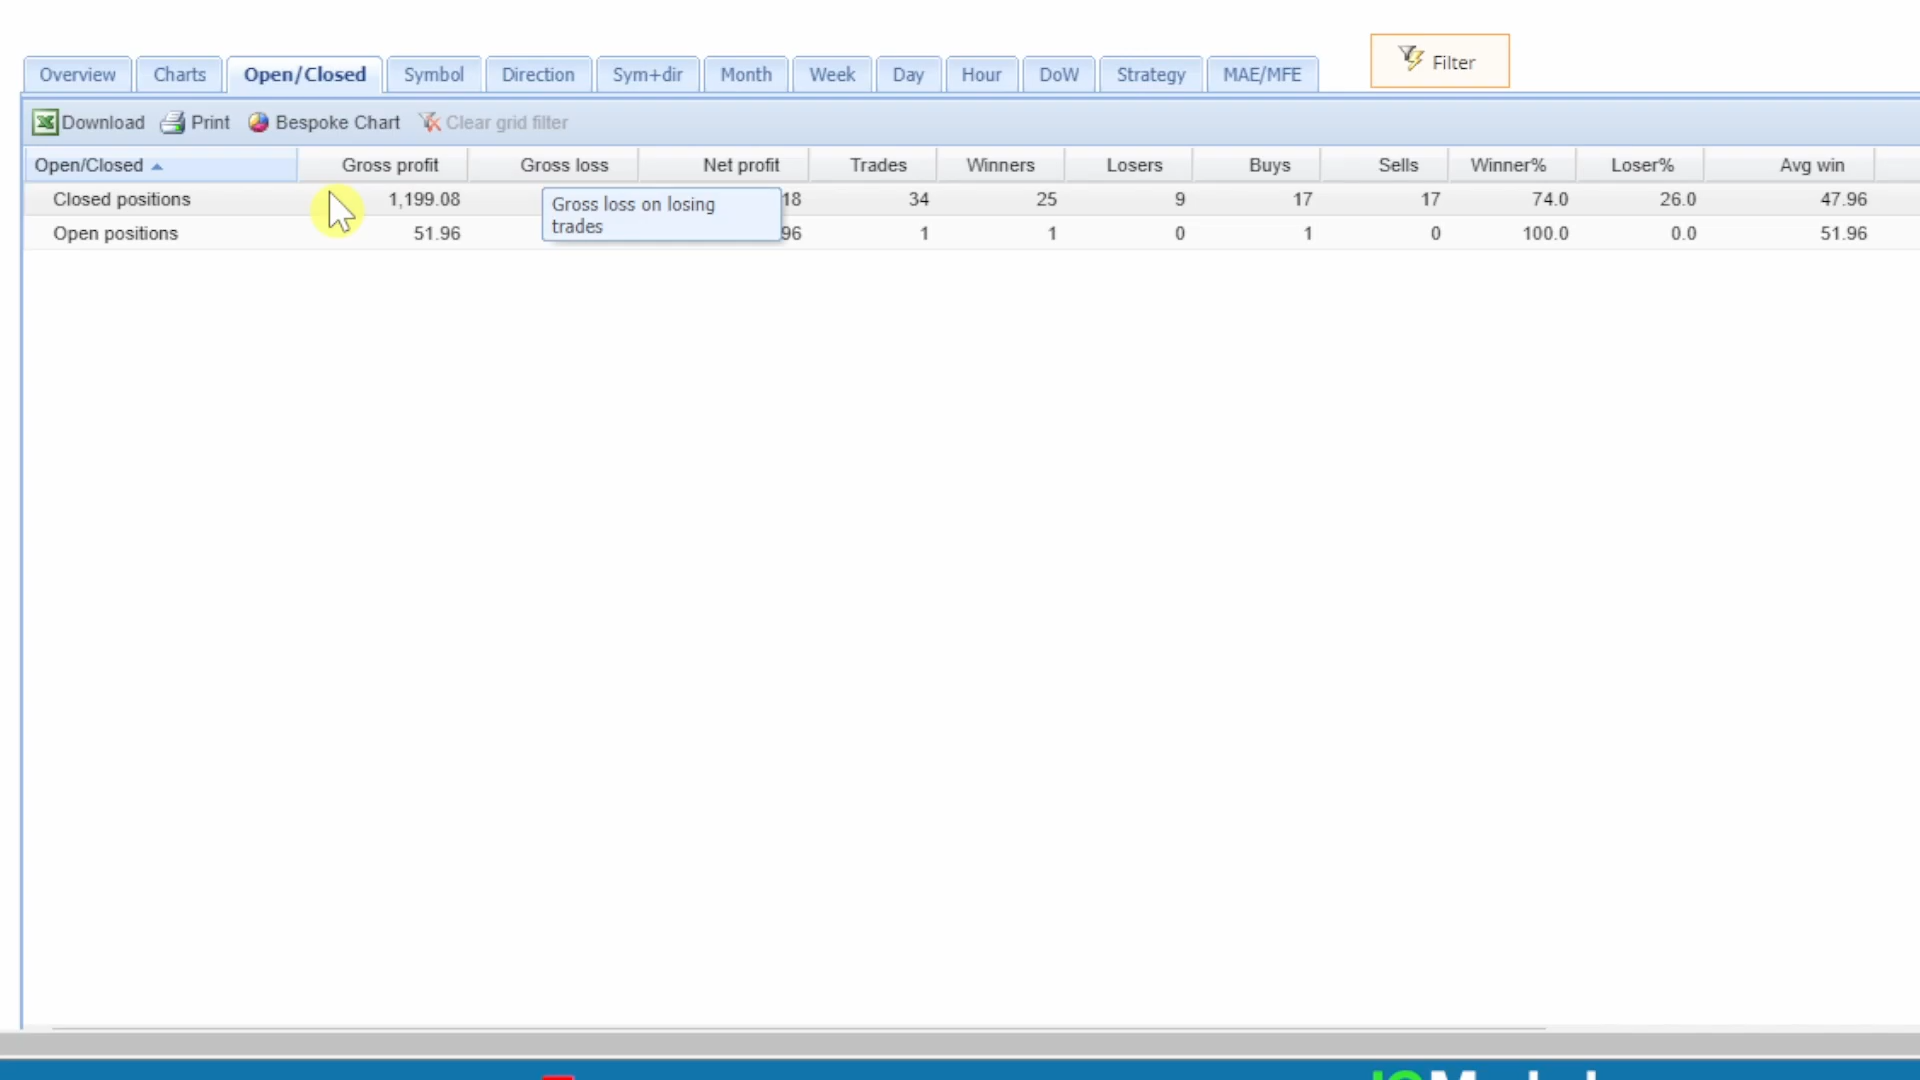 Overview Charts Open/Closed Symbol Direction Sym+dir Month Week Day Hour DoW Strategy MAE/MFE Filter
Download Print Bespoke Chart Clear grid filter
Open/Closed Gross profit Gross loss Net profit Trades Winners Losers Buys Sells Winner% Loser% Avg win
Closed positions 1,199.08 18 34 25 9 17 17 74.0 26.0 47.96
Gross loss on losing
trades
Open positions 51.96 96 1 1 0 1 0 100.0 0.0 51.96